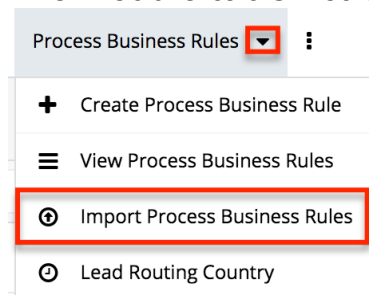 Process Business Rules
Create Process Business Rule
View Process Business Rules
Import Process Business Rules
Lead Routing Country